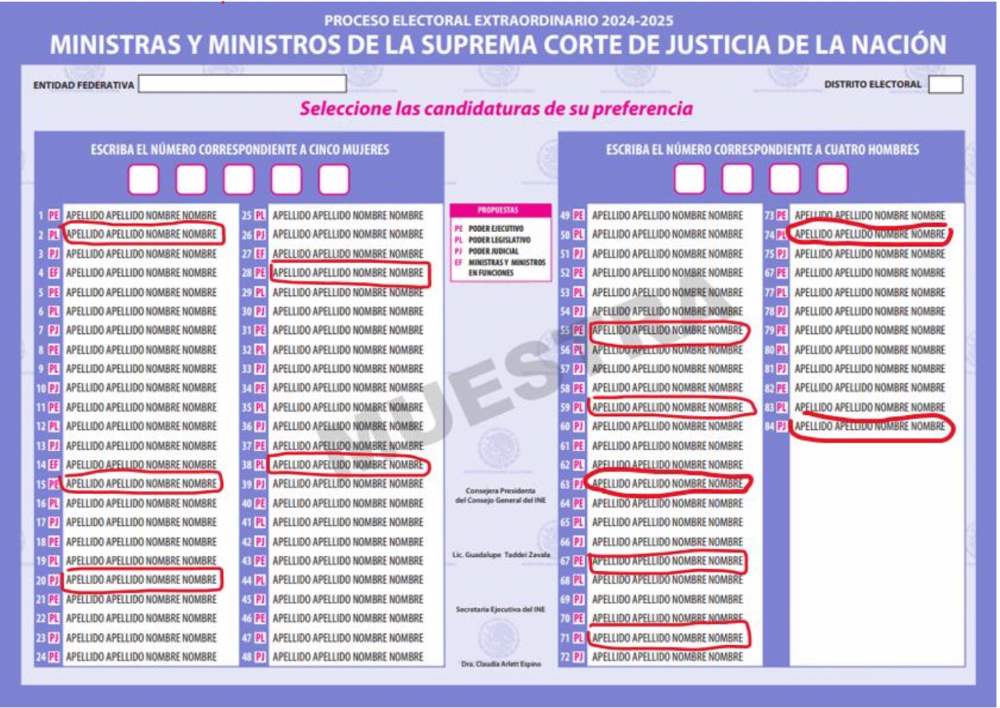 PROCESO ELECTORAL EXTRAORDINARIO 2024-2025
MINISTRAS Y MINISTROS DE LA SUPREMA CORTE DE JUSTICIA DE LA NACIÓN
ENTIDAD FEDERATIVA
DISTRITO ELECTORAL
Seleccione las candidaturas de su preferencia
ESCRIBA EL NÚMERO CORRESPONDIENTE A CINCO MUJERES
1 PE APELLIDO APELLIDO NOMBRE NOMBRE
2 PL APELLIDO APELLIDO NOMBRE NOMBRE
3 PJ APELLIDO APELLIDO NOMBRE NOMBRE
4 EF APELLIDO APELLIDO NOMBRE NOMBRE
5 PE APELLIDO APELLIDO NOMBRE NOMBRE
6 PL APELLIDO APELLIDO NOMBRE NOMBRE
7 PJ APELLIDO APELLIDO NOMBRE NOMBRE
8 PE APELLIDO APELLIDO NOMBRE NOMBRE
9 PL APELLIDO APELLIDO NOMBRE NOMBRE
10 PJ APELLIDO APELLIDO NOMBRE NOMBRE
11 PE APELLIDO APELLIDO NOMBRE NOMBRE
12 PL APELLIDO APELLIDO NOMBRE NOMBRE
13 PJ APELLIDO APELLIDO NOMBRE NOMBRE
14 EF APELLIDO APELLIDO NOMBRE NOMBRE
15 PE APELLIDO APELLIDO NOMBRE NOMBRE
16 PL APELLIDO APELLIDO NOMBRE NOMBRE
17 PJ APELLIDO APELLIDO NOMBRE NOMBRE
18 PE APELLIDO APELLIDO NOMBRE NOMBRE
19 PL APELLIDO APELLIDO NOMBRE NOMBRE
20 PJ APELLIDO APELLIDO NOMBRE NOMBRE
21 PE APELLIDO APELLIDO NOMBRE NOMBRE
22 PL APELLIDO APELLIDO NOMBRE NOMBRE
23 PJ APELLIDO APELLIDO NOMBRE NOMBRE
24 PE APELLIDO APELLIDO NOMBRE NOMBRE
25 PL APELLIDO APELLIDO NOMBRE NOMBRE
26 PJ APELLIDO APELLIDO NOMBRE NOMBRE
27 EF APELLIDO APELLIDO NOMBRE NOMBRE
28 PE APELLIDO APELLIDO NOMBRE NOMBRE
29 PL APELLIDO APELLIDO NOMBRE NOMBRE
30 PJ APELLIDO APELLIDO NOMBRE NOMBRE
31 PE APELLIDO APELLIDO NOMBRE NOMBRE
32 PL APELLIDO APELLIDO NOMBRE NOMBRE
33 PJ APELLIDO APELLIDO NOMBRE NOMBRE
34 PE APELLIDO APELLIDO NOMBRE NOMBRE
35 PL APELLIDO APELLIDO NOMBRE NOMBRE
36 PJ APELLIDO APELLIDO NOMBRE NOMBRE
37 PE APELLIDO APELLIDO NOMBRE NOMBRE
38 PL APELLIDO APELLIDO NOMBRE NOMBRE
39 PJ APELLIDO APELLIDO NOMBRE NOMBRE
40 PE APELLIDO APELLIDO NOMBRE NOMBRE
41 PL APELLIDO APELLIDO NOMBRE NOMBRE
42 PJ APELLIDO APELLIDO NOMBRE NOMBRE
43 PE APELLIDO APELLIDO NOMBRE NOMBRE
44 PL APELLIDO APELLIDO NOMBRE NOMBRE
45 PJ APELLIDO APELLIDO NOMBRE NOMBRE
46 PE APELLIDO APELLIDO NOMBRE NOMBRE
47 PL APELLIDO APELLIDO NOMBRE NOMBRE
48 PJ APELLIDO APELLIDO NOMBRE NOMBRE
PROPUESTAS
PE PODER EJECUTIVO
PL PODER LEGISLATIVO
PJ PODER JUDICIAL
EF MINISTRAS Y MINISTROS
EN FUNCIONES
MUESTRA
Consejera Presidenta
del Consejo General del INE
Lic. Guadalupe Taddei Zavala
Secretaria Ejecutiva del INE
Dra. Claudia Arlett Espino
ESCRIBA EL NÚMERO CORRESPONDIENTE A CUATRO HOMBRES
49 PE APELLIDO APELLIDO NOMBRE NOMBRE
50 PL APELLIDO APELLIDO NOMBRE NOMBRE
51 PJ APELLIDO APELLIDO NOMBRE NOMBRE
52 PE APELLIDO APELLIDO NOMBRE NOMBRE
53 PL APELLIDO APELLIDO NOMBRE NOMBRE
54 PJ APELLIDO APELLIDO NOMBRE NOMBRE
55 PE APELLIDO APELLIDO NOMBRE NOMBRE
56 PL APELLIDO APELLIDO NOMBRE NOMBRE
57 PJ APELLIDO APELLIDO NOMBRE NOMBRE
58 PE APELLIDO APELLIDO NOMBRE NOMBRE
59 PL APELLIDO APELLIDO NOMBRE NOMBRE
60 PJ APELLIDO APELLIDO NOMBRE NOMBRE
61 PE APELLIDO APELLIDO NOMBRE NOMBRE
62 PL APELLIDO APELLIDO NOMBRE NOMBRE
63 PJ APELLIDO APELLIDO NOMBRE NOMBRE
64 PE APELLIDO APELLIDO NOMBRE NOMBRE
65 PL APELLIDO APELLIDO NOMBRE NOMBRE
66 PJ APELLIDO APELLIDO NOMBRE NOMBRE
67 PE APELLIDO APELLIDO NOMBRE NOMBRE
68 PL APELLIDO APELLIDO NOMBRE NOMBRE
69 PJ APELLIDO APELLIDO NOMBRE NOMBRE
70 PE APELLIDO APELLIDO NOMBRE NOMBRE
71 PL APELLIDO APELLIDO NOMBRE NOMBRE
72 PJ APELLIDO APELLIDO NOMBRE NOMBRE
73 PE APELLIDO APELLIDO NOMBRE NOMBRE
74 PL APELLIDO APELLIDO NOMBRE NOMBRE
75 PJ APELLIDO APELLIDO NOMBRE NOMBRE
67 PE APELLIDO APELLIDO NOMBRE NOMBRE
77 PL APELLIDO APELLIDO NOMBRE NOMBRE
78 PJ APELLIDO APELLIDO NOMBRE NOMBRE
79 PE APELLIDO APELLIDO NOMBRE NOMBRE
80 PL APELLIDO APELLIDO NOMBRE NOMBRE
81 PJ APELLIDO APELLIDO NOMBRE NOMBRE
82 PE APELLIDO APELLIDO NOMBRE NOMBRE
83 PL APELLIDO APELLIDO NOMBRE NOMBRE
84 PJ APELLIDO APELLIDO NOMBRE NOMBRE